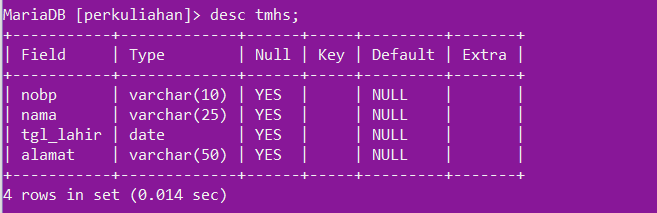 MariaDB [perkuliahan]> desc tmhs;
+-----------+-------------+------+-----+---------+-------+
| Field     | Type        | Null | Key | Default | Extra |
+-----------+-------------+------+-----+---------+-------+
| nobp      | varchar(10) | YES  |     | NULL    |       |
| nama      | varchar(25) | YES  |     | NULL    |       |
| tgl_lahir | date        | YES  |     | NULL    |       |
| alamat    | varchar(50) | YES  |     | NULL    |       |
+-----------+-------------+------+-----+---------+-------+
4 rows in set (0.014 sec)